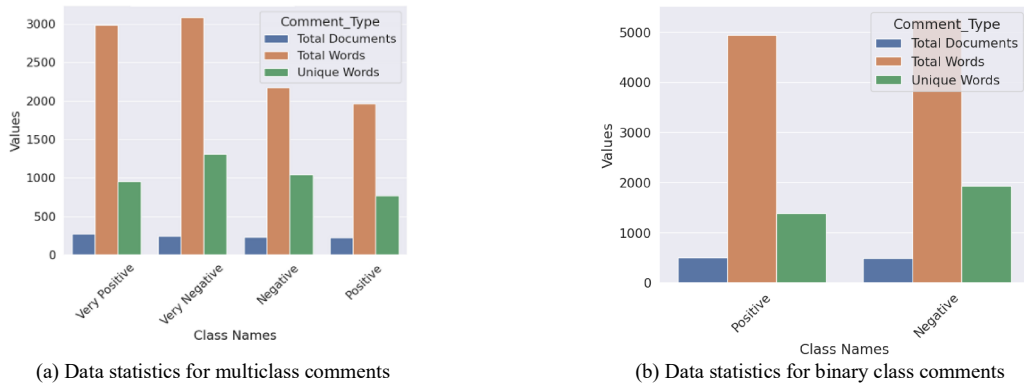 Comment_Type
Total Documents
Total Words
Unique Words
3000
2500
2000
1500
1000
500
0
Values
Very Positive
Very Negative
Negative
Positive
Class Names
(a) Data statistics for multiclass comments
Comment_Type
Total Documents
Total Words
Unique Words
5000
4000
3000
2000
1000
0
Values
Positive
Negative
Class Names
(b) Data statistics for binary class comments